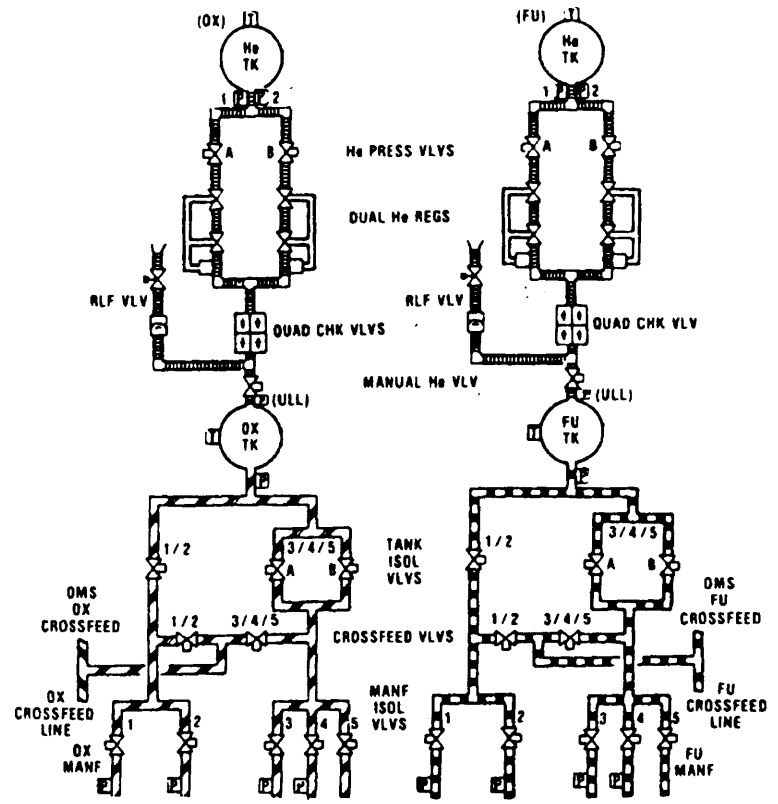 (OX) T
(FU) T
He
TK
He
TK
1 P P 2
1 P P 2
A B
HE PRESS VLVS
A B
DUAL He REGS
RLF VLV
RLF VLV
QUAD CHK VLVS
QUAD CHK VLV
MANUAL He VLV
P (ULL)
P (ULL)
T
OX
TK
T
FU
TK
P
P
1/2
3/4/5
A B
TANK
ISOL
VLVS
1/2
3/4/5
A B
OMS
OX
CROSSFEED
1/2 3/4/5
CROSSFEED VLVS
1/2 3/4/5
OMS
FU
CROSSFEED
OX
CROSSFEED
LINE
MANF
ISOL
VLVS
FU
CROSSFEED
LINE
1 2 3 4 5
1 2 3 4 5
OX
MANF
FU
MANF
P P P P
P P P P